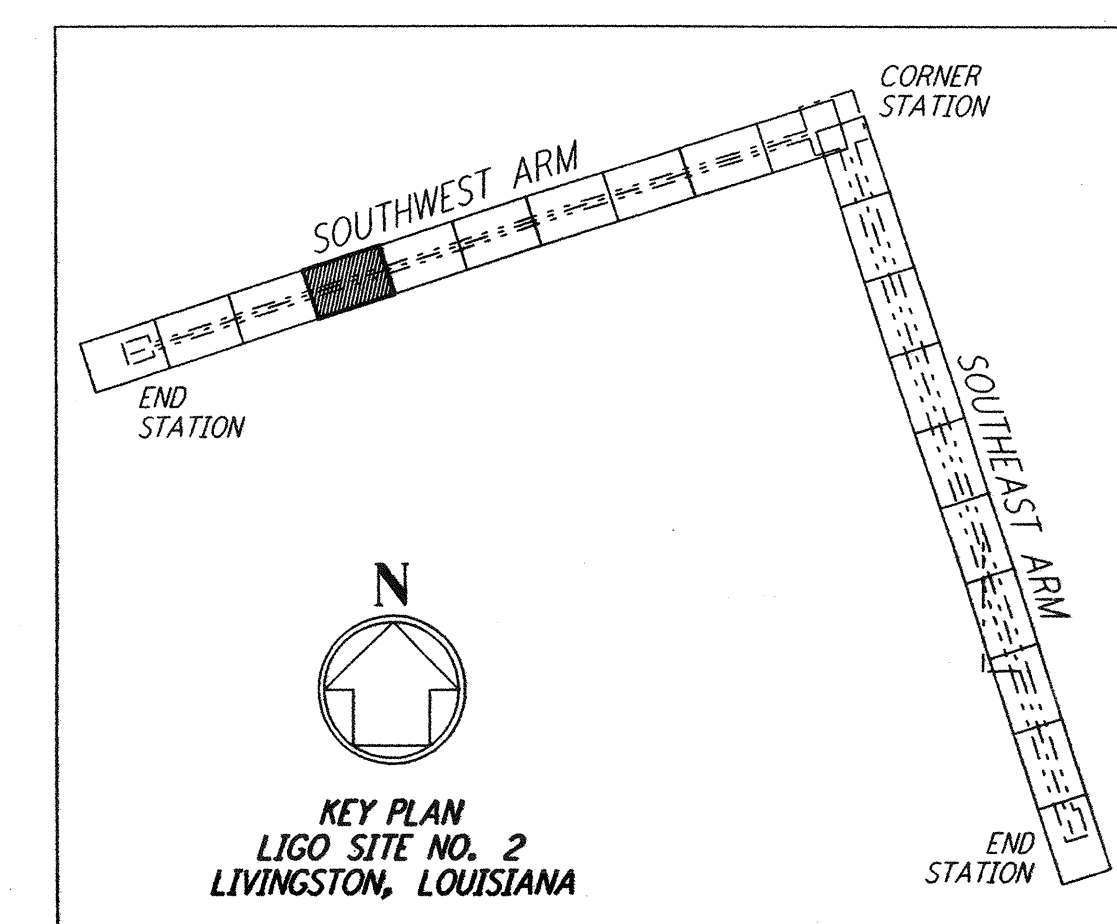 CORNER
STATION
SOUTHWEST ARM
END
STATION
SOUTHEAST ARM
N
KEY PLAN
LIGO SITE NO. 2
LIVINGSTON, LOUISIANA
END
STATION